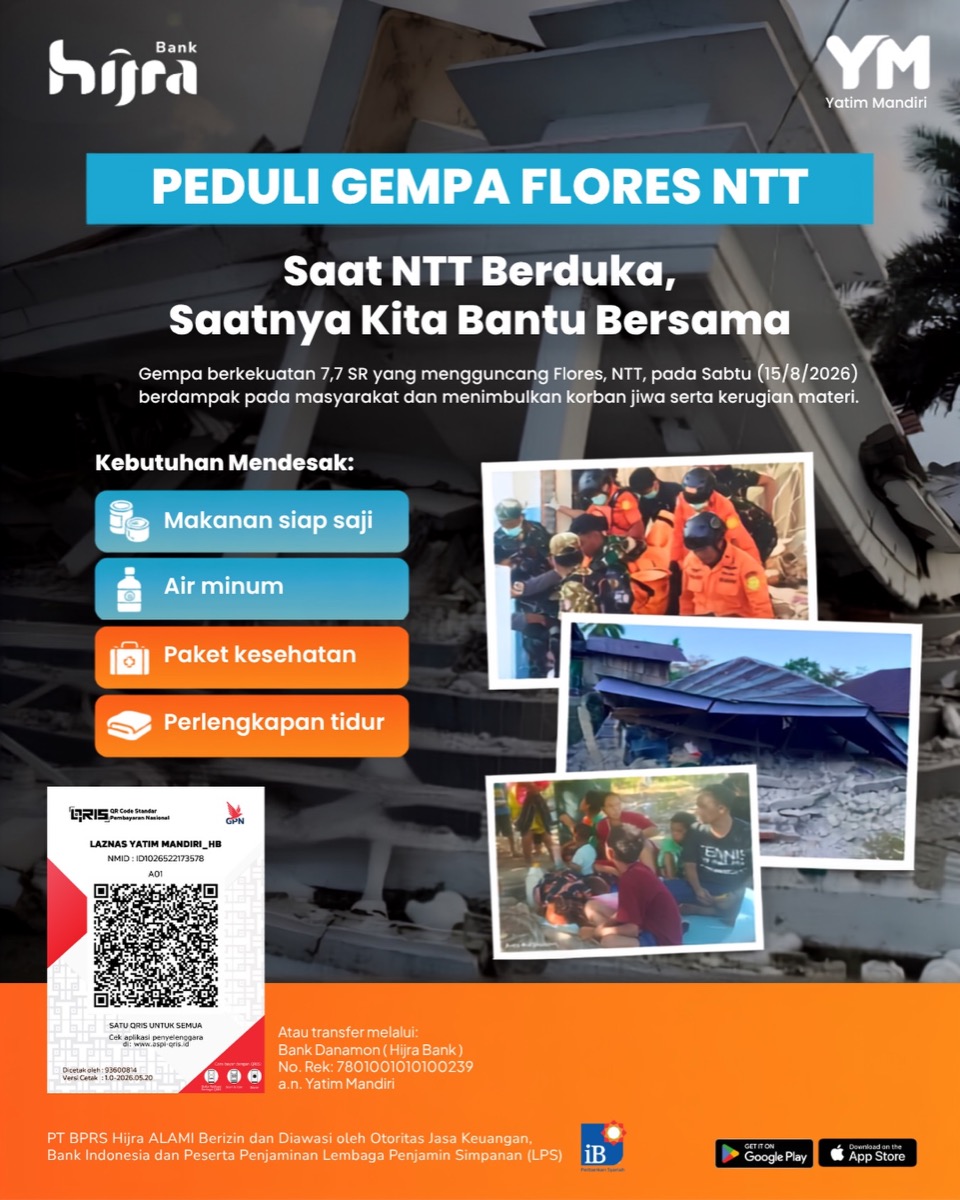 Bank
hijra
YM
Yatim Mandiri
PEDULI GEMPA FLORES NTT
Saat NTT Berduka,
Saatnya Kita Bantu Bersama
Gempa berkekuatan 7,7 SR yang mengguncang Flores, NTT, pada Sabtu (15/8/2026)
berdampak pada masyarakat dan menimbulkan korban jiwa serta kerugian materi.
Kebutuhan Mendesak:
Makanan siap saji
Air minum
Paket kesehatan
Perlengkapan tidur
QRIS QR Code Standar
Pembayaran Nasional
GPN
LAZNAS YATIM MANDIRI_HB
NMID : ID1026522173578
A01
SATU QRIS UNTUK SEMUA
Cek aplikasi penyelenggara
di: www.aspi-qris.id
Dicetak oleh : 93600814
Versi Cetak : 1.0-2026.05.20
Atau transfer melalui:
Bank Danamon ( Hijra Bank )
No. Rek: 7801001010100239
a.n. Yatim Mandiri
PT BPRS Hijra ALAMI Berizin dan Diawasi oleh Otoritas Jasa Keuangan,
Bank Indonesia dan Peserta Penjaminan Lembaga Penjamin Simpanan (LPS)
iB
Perbankan Syariah
GET IT ON
Google Play
Download on the
App Store